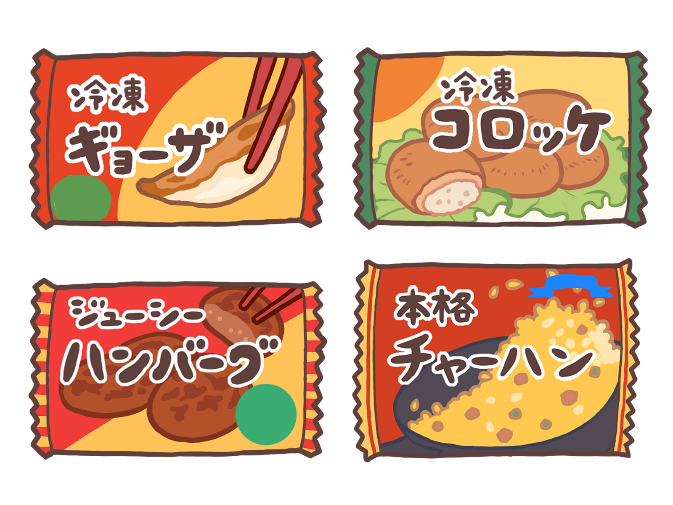 冷凍
ギョーザ
冷凍
コロッケ
ジューシー
ハンバーグ
本格
チャーハン